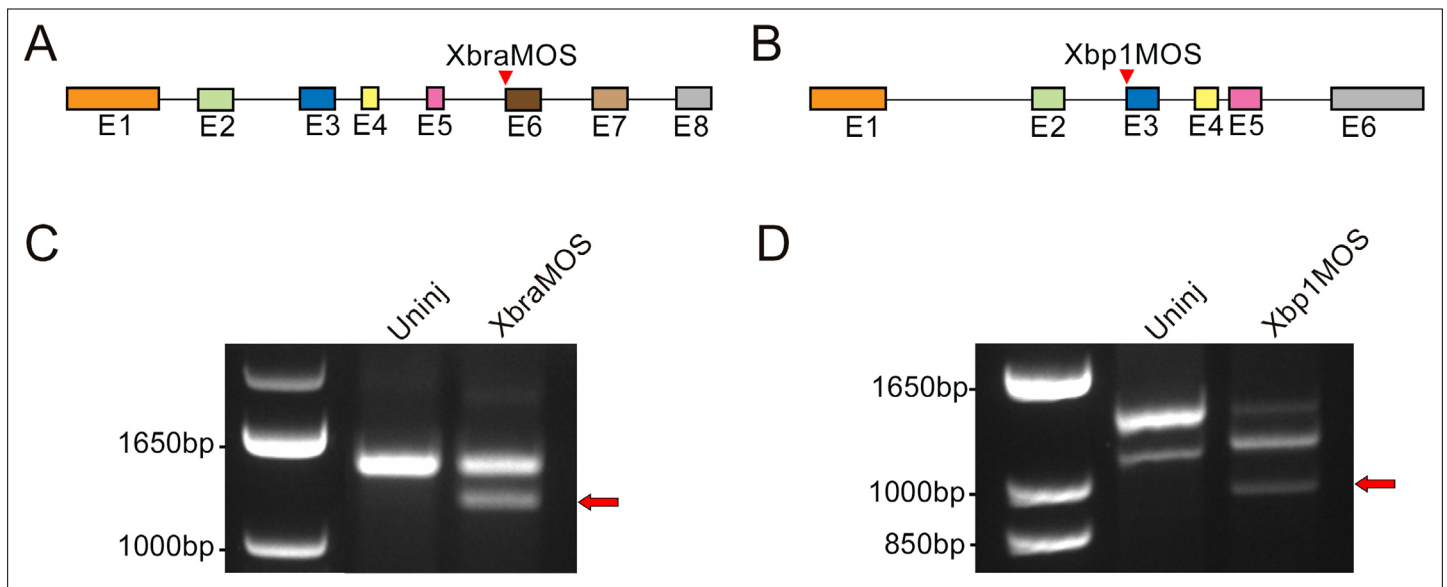 A
XbraMOS
E1 E2 E3 E4 E5 E6 E7 E8
B
Xbp1MOS
E1 E2 E3 E4 E5 E6
C
Uninj XbraMOS
1650bp
1000bp
D
Uninj Xbp1MOS
1650bp
1000bp
850bp